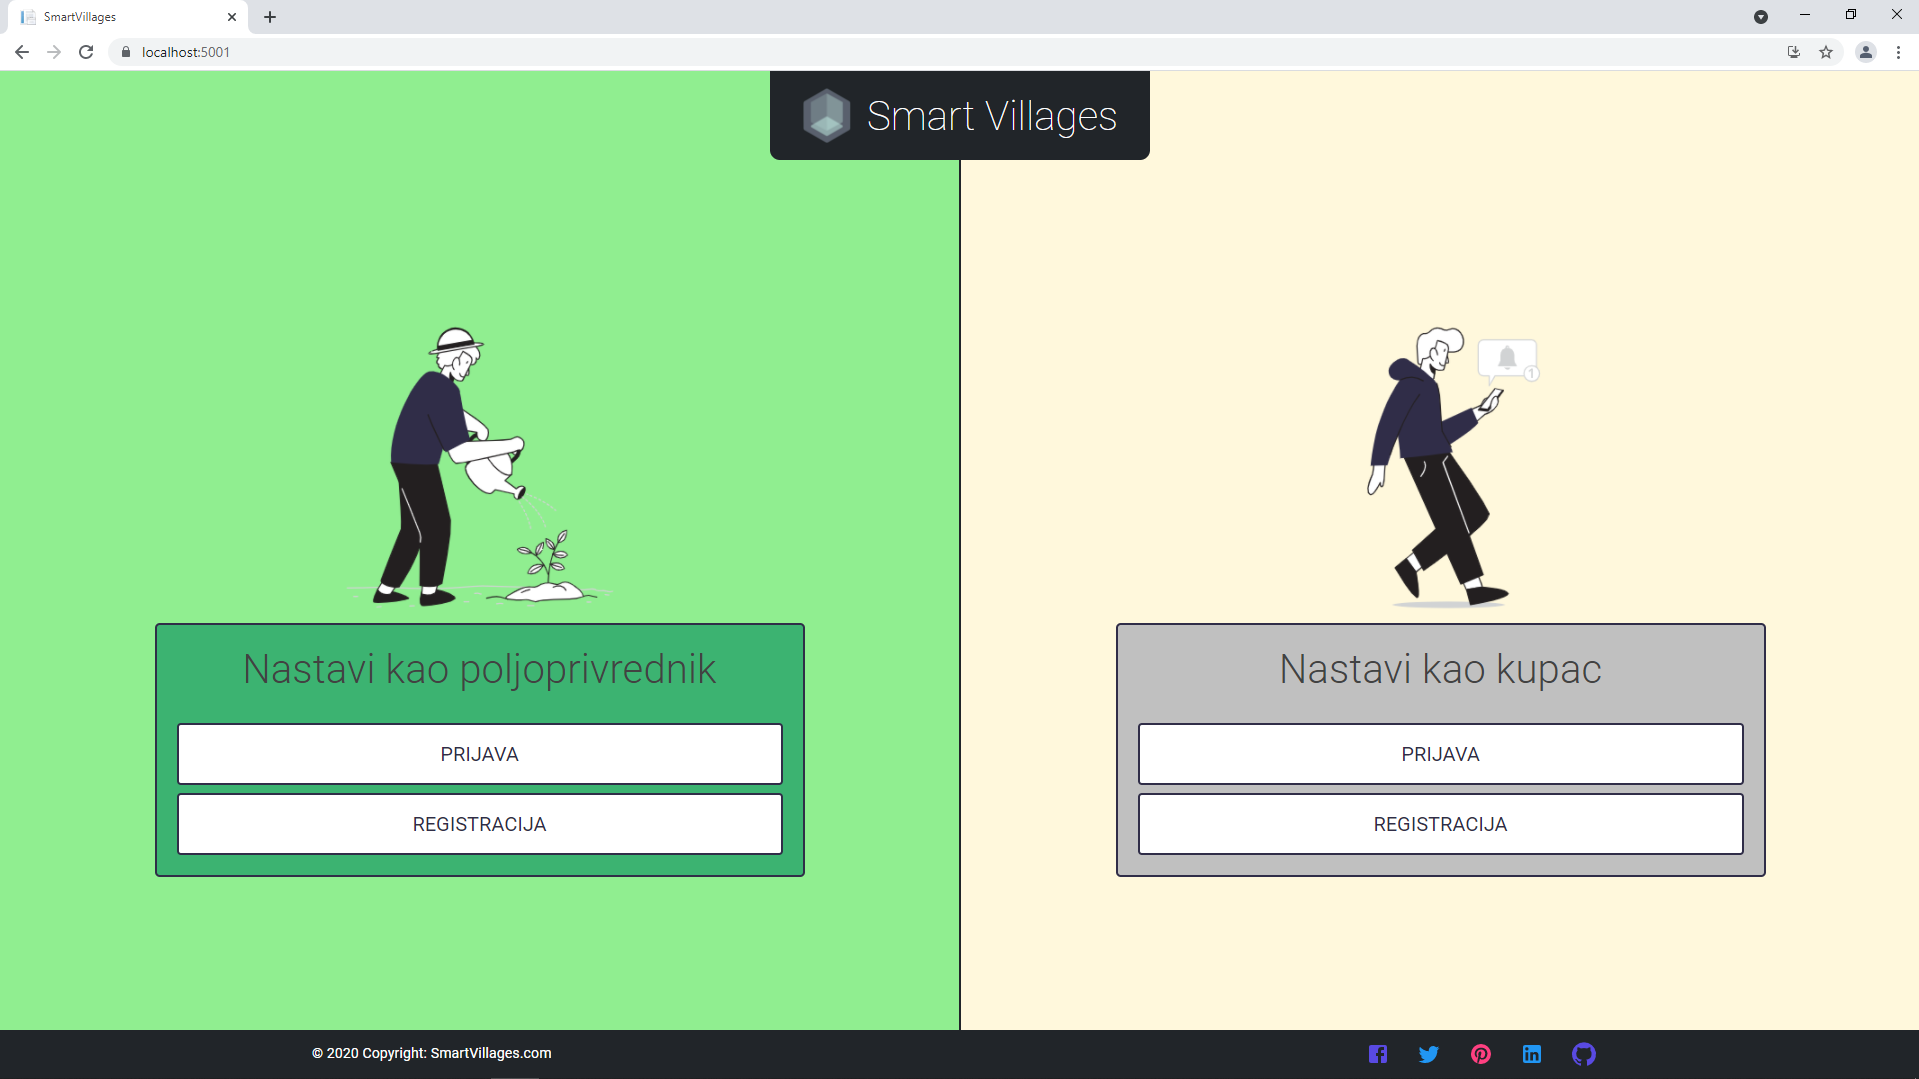 SmartVillages
localhost:5001
Smart Villages
1
Nastavi kao poljoprivrednik
PRIJAVA
REGISTRACIJA
Nastavi kao kupac
PRIJAVA
REGISTRACIJA
© 2020 Copyright: SmartVillages.com